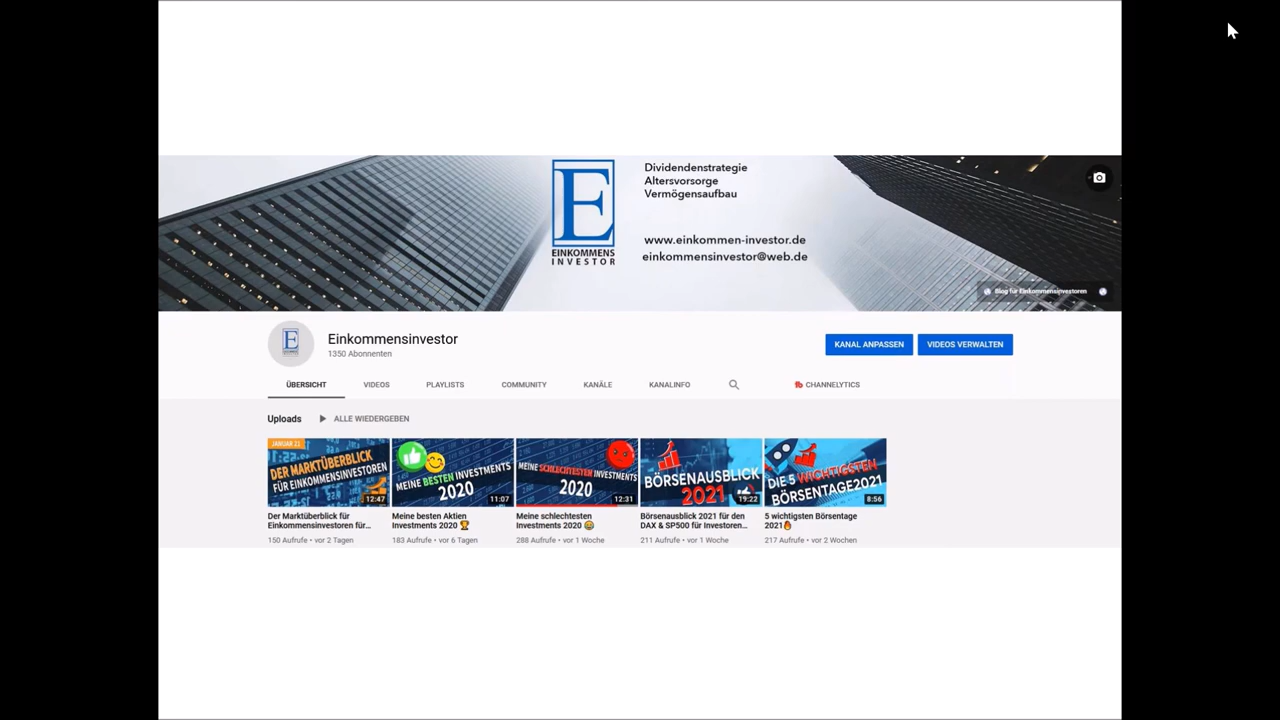 E
EINKOMMENS
INVESTOR
Dividendenstrategie
Altersvorsorge
Vermögensaufbau
www.einkommen-investor.de
einkommensinvestor@web.de
Blog für Einkommensinvestoren
E
Einkommensinvestor
1350 Abonnenten
KANAL ANPASSEN
VIDEOS VERWALTEN
ÜBERSICHT
VIDEOS
PLAYLISTS
COMMUNITY
KANÄLE
KANALINFO
CHANNELYTICS
Uploads
ALLE WIEDERGEBEN
JANUAR 21
DER MARKTÜBERBLICK
FÜR EINKOMMENSINVESTOREN
12:47
Der Marktüberblick für
Einkommensinvestoren für...
150 Aufrufe • vor 2 Tagen
MEINE BESTEN INVESTMENTS
2020
11:07
Meine besten Aktien
Investments 2020 🏆
183 Aufrufe • vor 6 Tagen
MEINE SCHLECHTESTEN INVESTMENTS
2020
12:31
Meine schlechtesten
Investments 2020 😂
288 Aufrufe • vor 1 Woche
BÖRSENAUSBLICK
2021
19:22
Börsenausblick 2021 für den
DAX & SP500 für Investoren...
211 Aufrufe • vor 1 Woche
DIE 5 WICHTIGSTEN
BÖRSENTAGE2021
8:56
5 wichtigsten Börsentage
2021🔥
217 Aufrufe • vor 2 Wochen